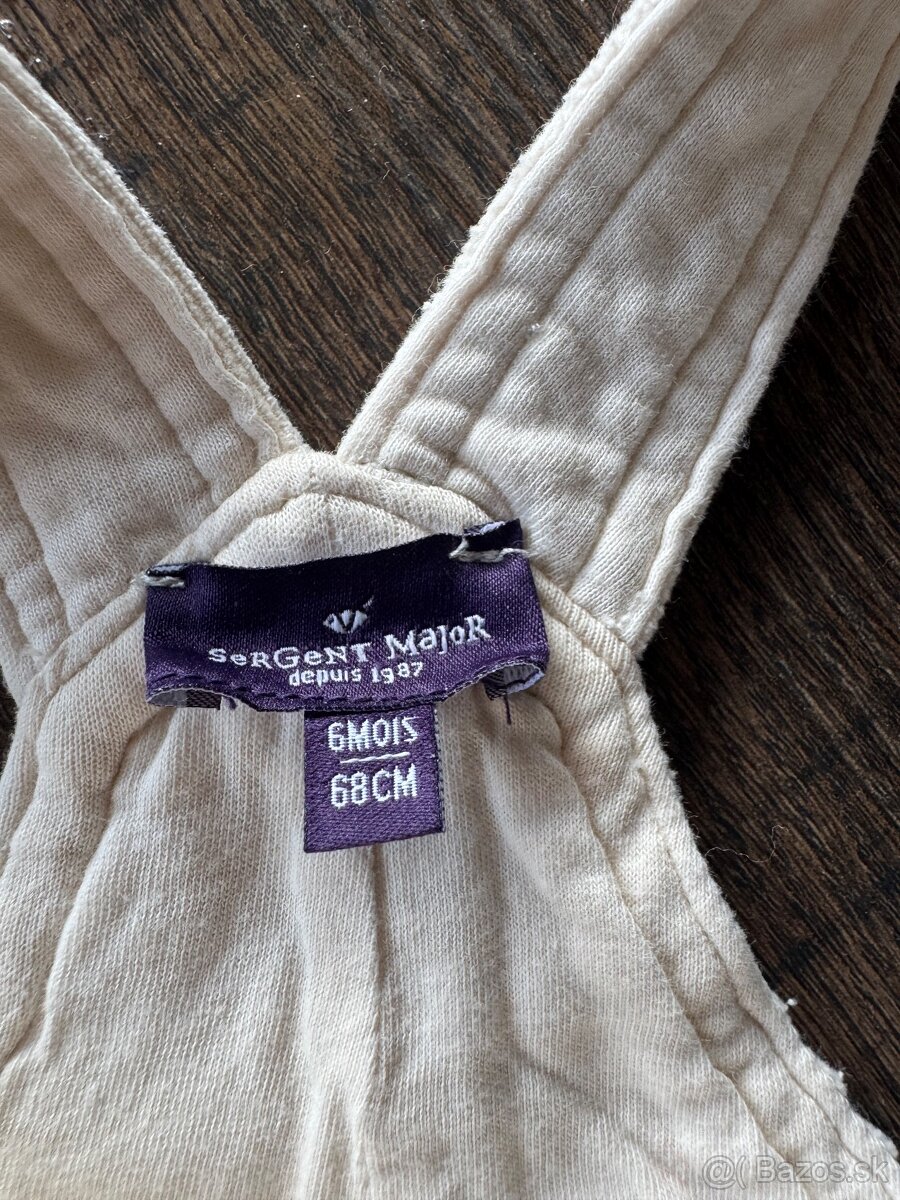 SeRGeNT MaJoR
depuis 1987
6MOIS
68CM
@( Bazos.sk